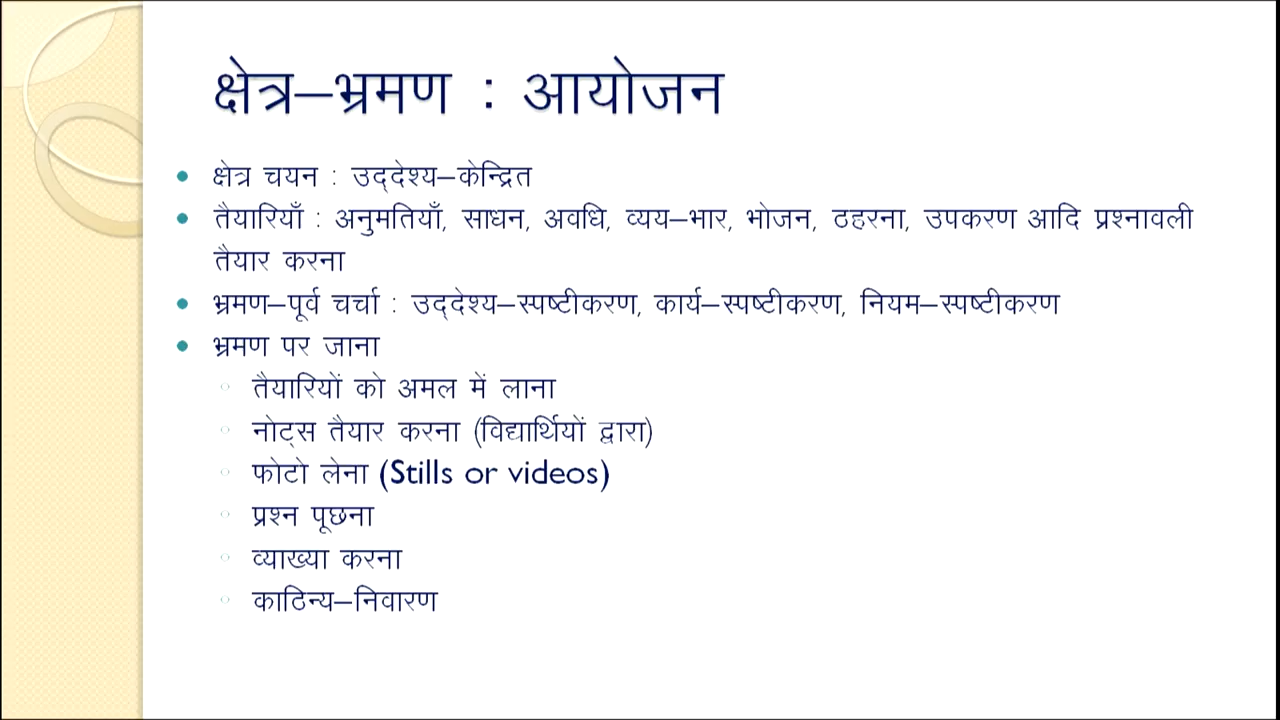 क्षेत्र–भ्रमण : आयोजन
क्षेत्र चयन : उद्‌देश्य–केन्द्रित
तैयारियाँ : अनुमतियाँ, साधन, अवधि, व्यय–भार, भोजन, ठहरना, उपकरण आदि प्रश्नावली
तैयार करना
भ्रमण–पूर्व चर्चा : उद्‌देश्य–स्पष्टीकरण, कार्य–स्पष्टीकरण, नियम–स्पष्टीकरण
भ्रमण पर जाना
तैयारियों को अमल में लाना
नोट्स तैयार करना (विद्यार्थियों द्वारा)
फोटो लेना (Stills or videos)
प्रश्न पूछना
व्याख्या करना
काठिन्य–निवारण